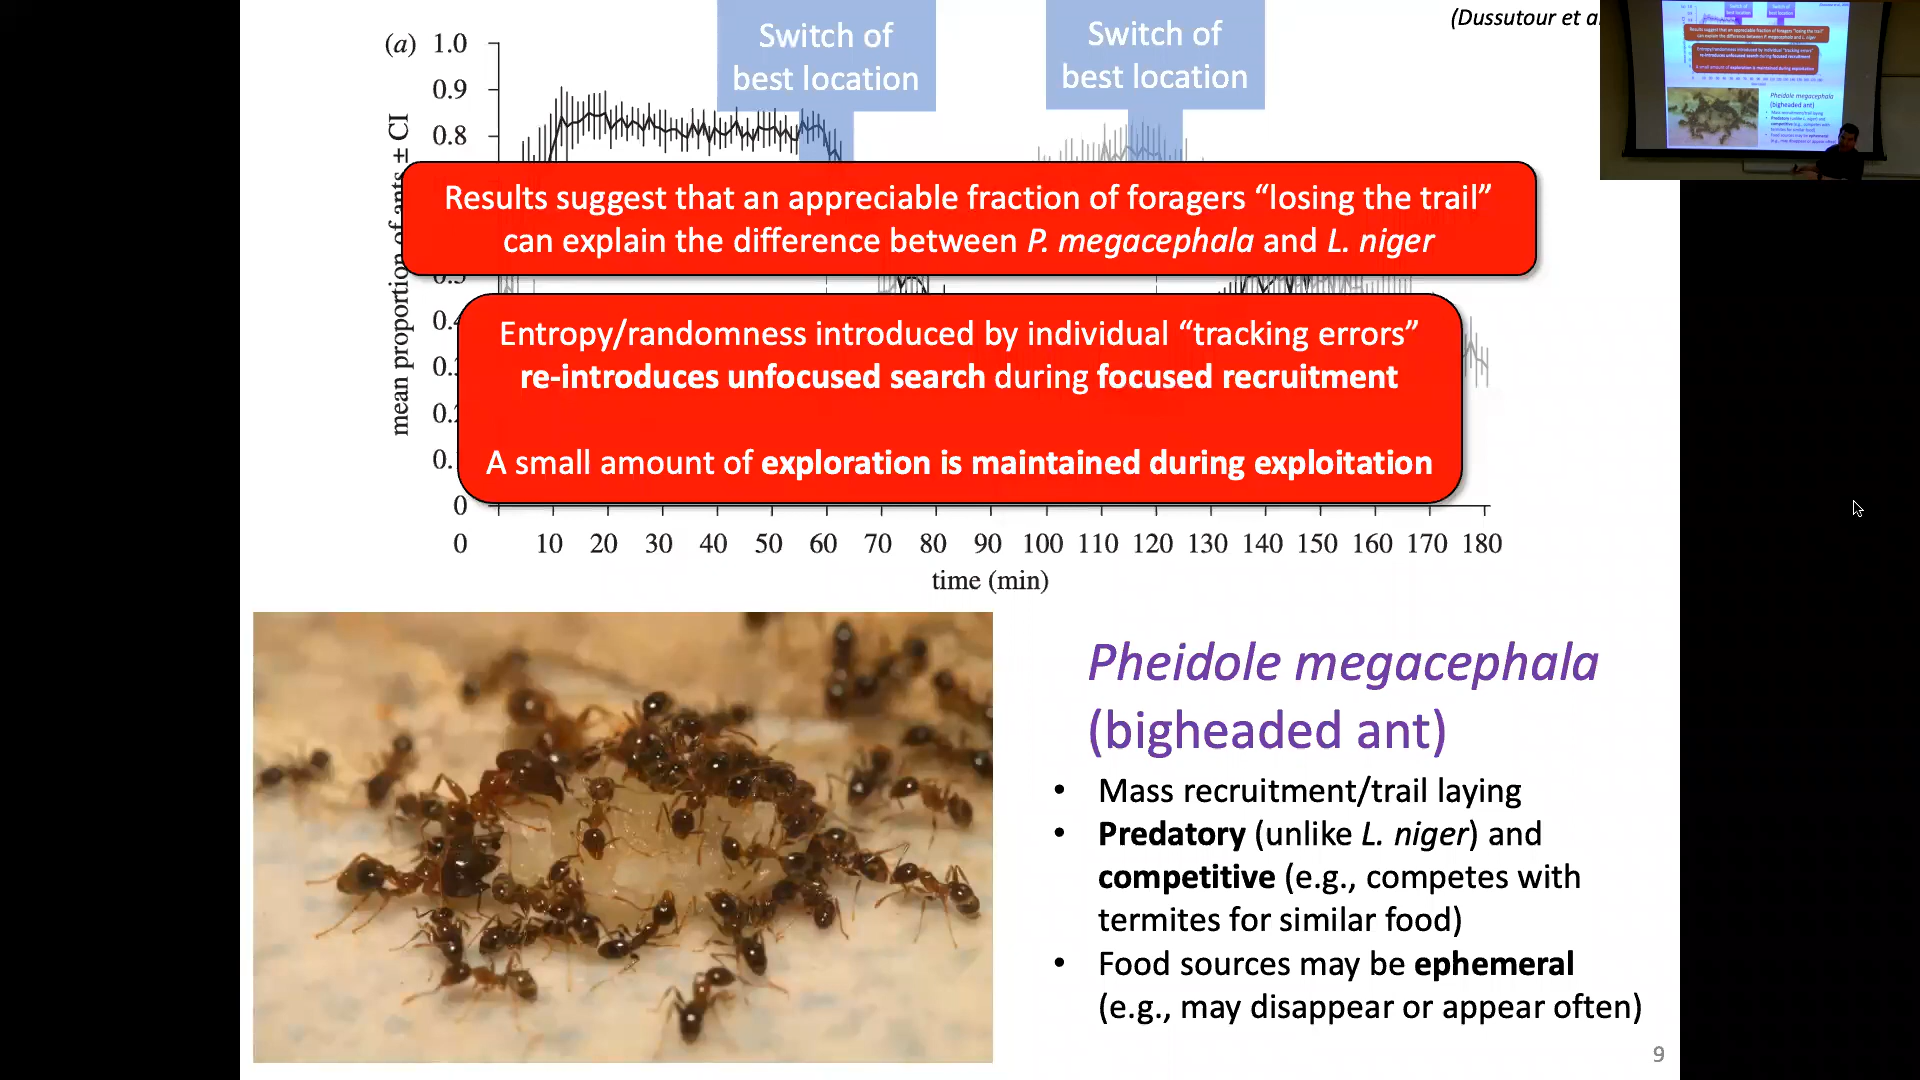 (Dussutour et a
(a)
1.0
0.9
0.8
0
mean proportion of ants ± CI
Switch of
best location
Switch of
best location
Results suggest that an appreciable fraction of foragers “losing the trail”
can explain the difference between P. megacephala and L. niger
Entropy/randomness introduced by individual “tracking errors”
re-introduces unfocused search during focused recruitment
A small amount of exploration is maintained during exploitation
0 10 20 30 40 50 60 70 80 90 100 110 120 130 140 150 160 170 180
time (min)
Pheidole megacephala
(bigheaded ant)
• Mass recruitment/trail laying
• Predatory (unlike L. niger) and
competitive (e.g., competes with
termites for similar food)
• Food sources may be ephemeral
(e.g., may disappear or appear often)
9